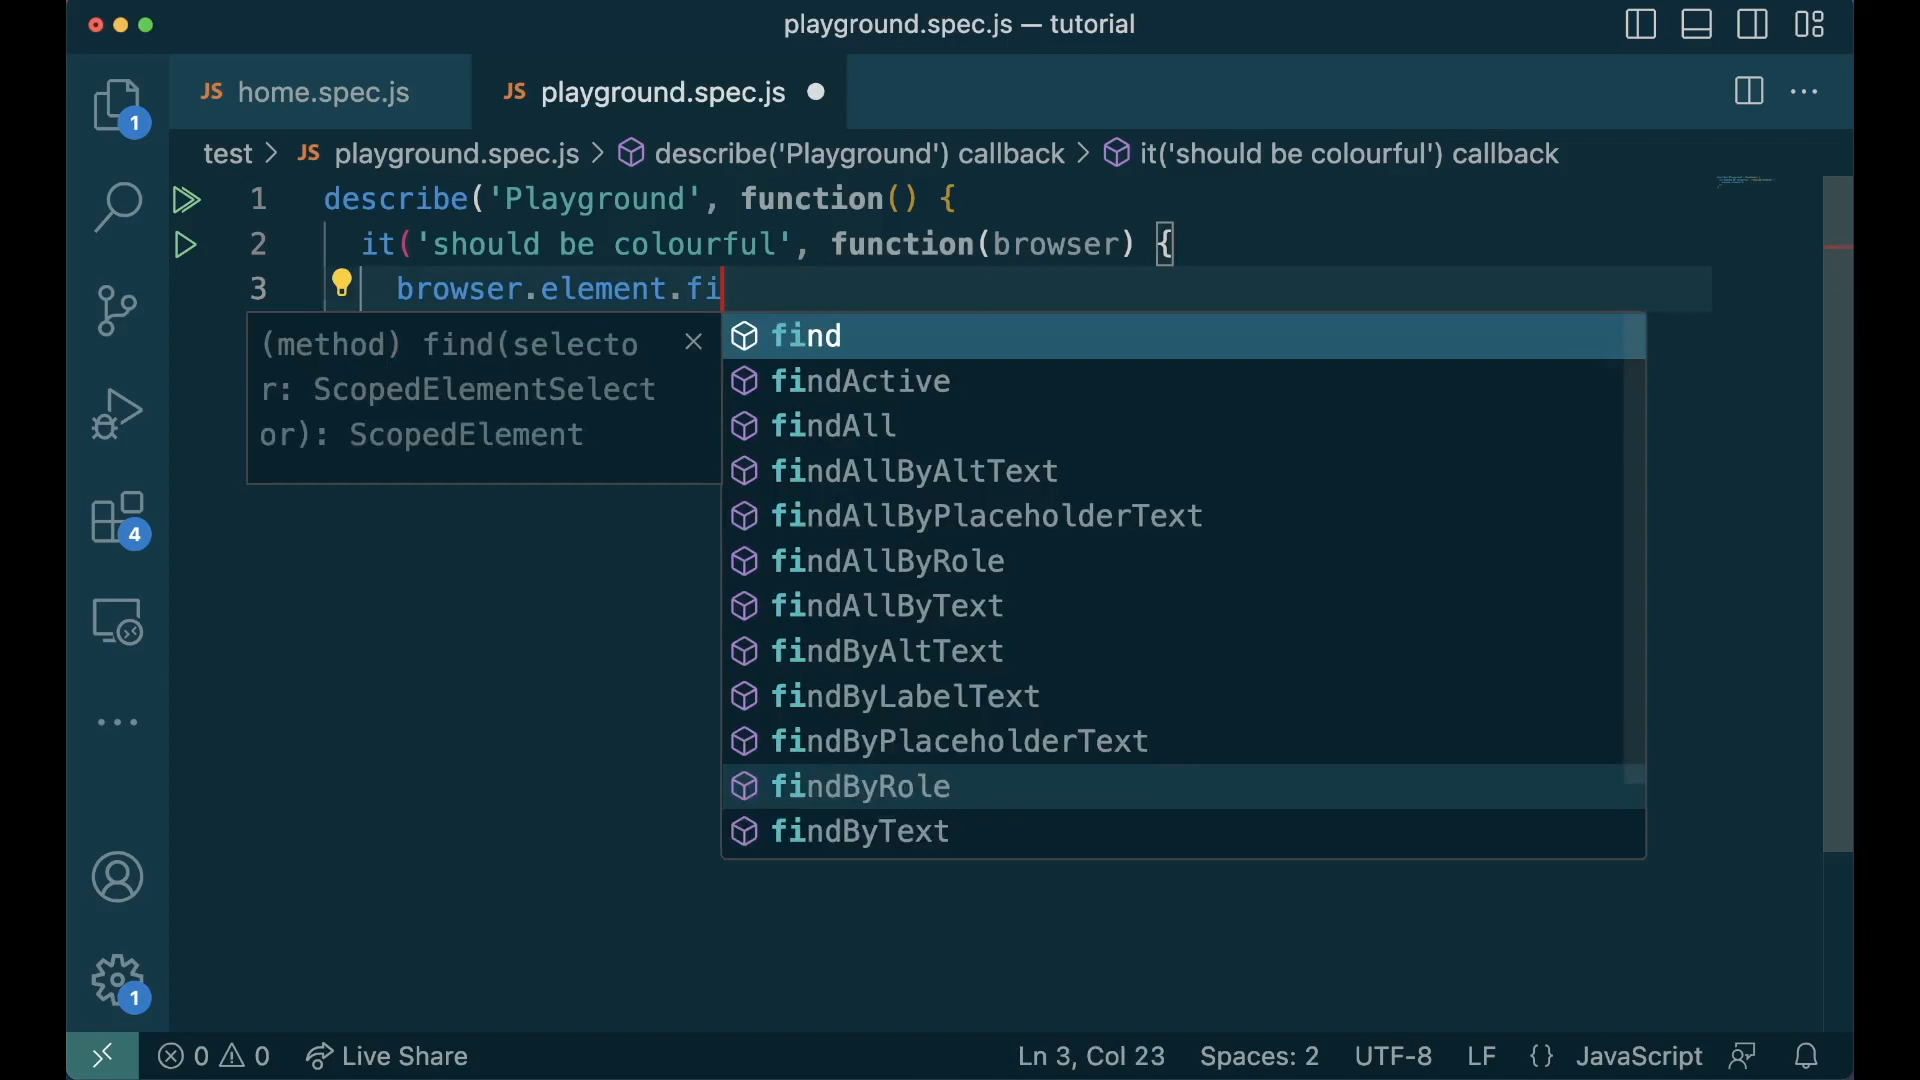 playground.spec.js — tutorial
JS home.spec.js
JS playground.spec.js
test > JS playground.spec.js > describe('Playground') callback > it('should be colourful') callback
1 describe('Playground', function() {
2 it('should be colourful', function(browser) {
3 browser.element.fi
(method) find(selecto
r: ScopedElementSelect
or): ScopedElement
find
findActive
findAll
findAllByAltText
findAllByPlaceholderText
findAllByRole
findAllByText
findByAltText
findByLabelText
findByPlaceholderText
findByRole
findByText
1
4
1
0 0 Live Share Ln 3, Col 23 Spaces: 2 UTF-8 LF {} JavaScript